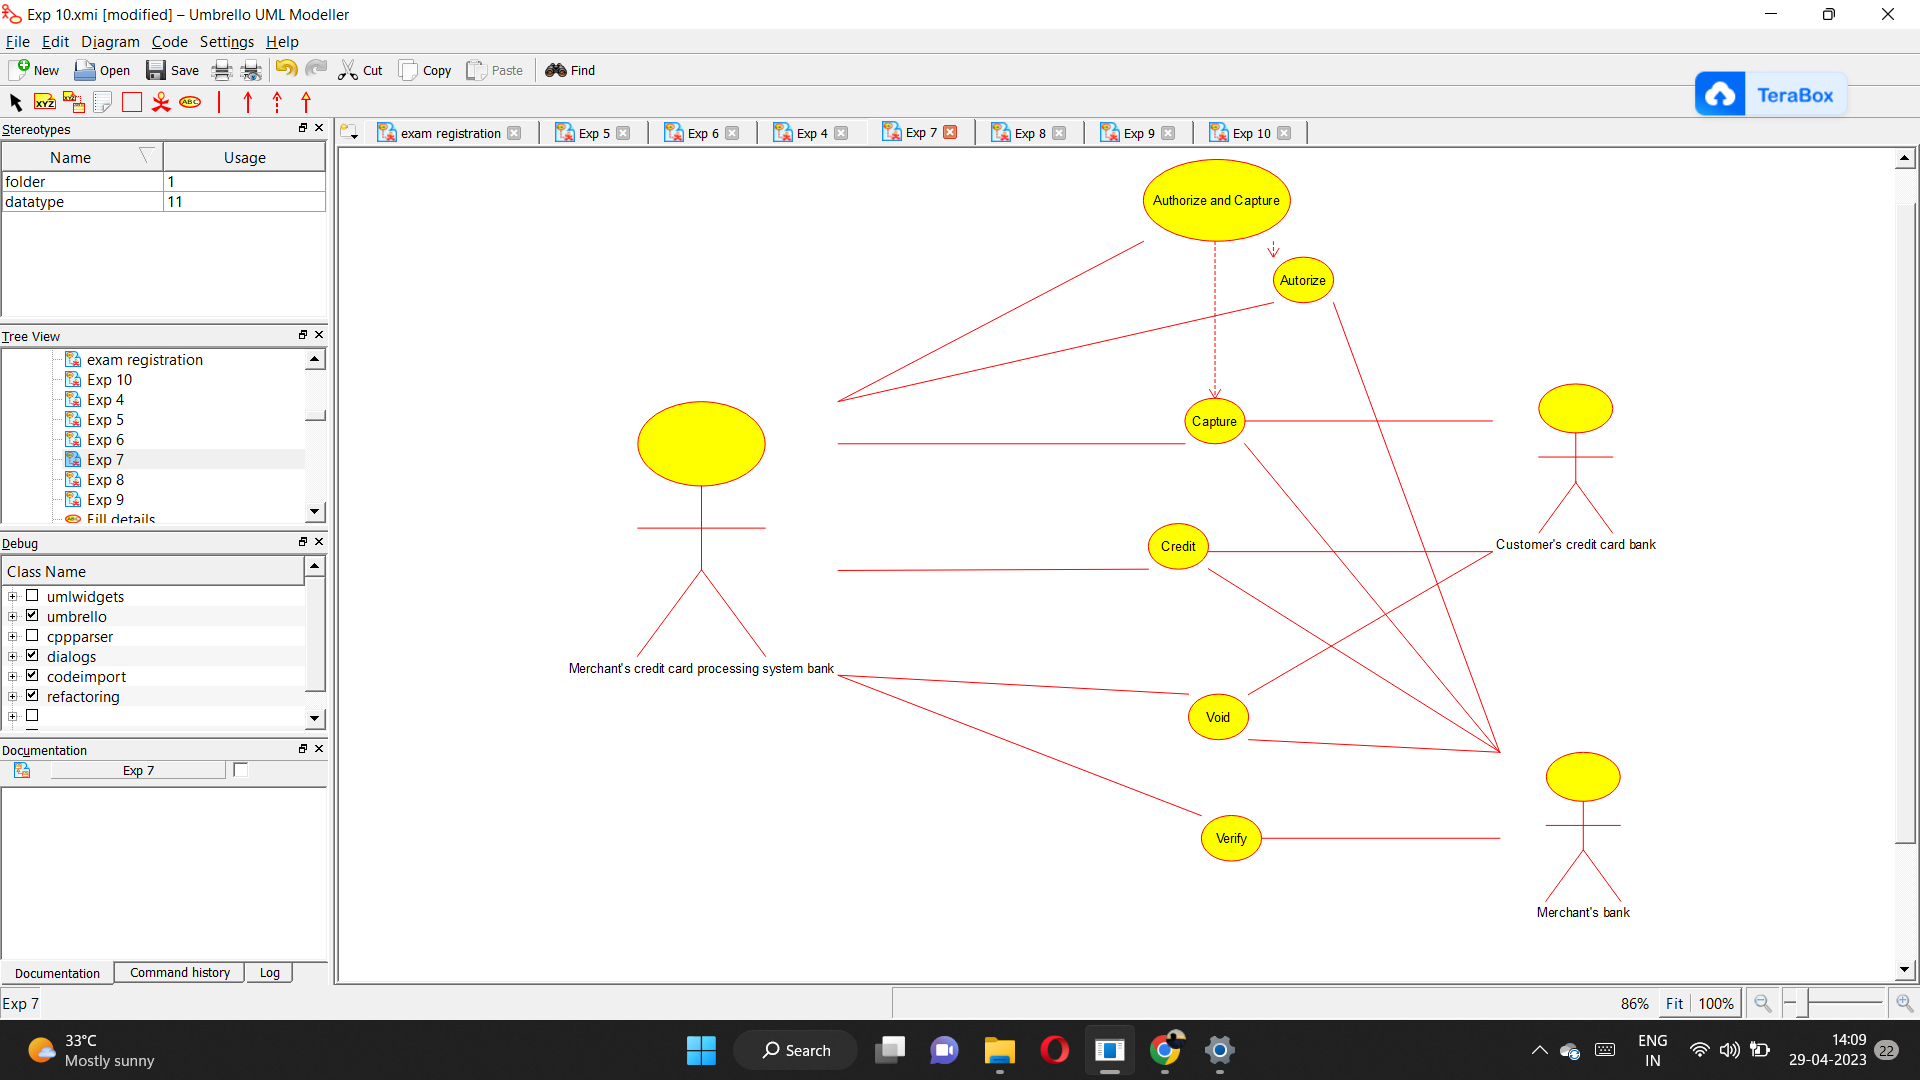 Exp 10.xmi [modified] – Umbrello UML Modeller
File Edit Diagram Code Settings Help
New Open Save Cut Copy Paste Find
XYZ XYZ ABC
TeraBox
Stereotypes
Name Usage
folder 1
datatype 11
exam registration Exp 5 Exp 6 Exp 4 Exp 7 Exp 8 Exp 9 Exp 10
Tree View
exam registration
Exp 10
Exp 4
Exp 5
Exp 6
Exp 7
Exp 8
Exp 9
Fill details
Debug
Class Name
umlwidgets
umbrello
cppparser
dialogs
codeimport
refactoring
Documentation
Exp 7
Documentation Command history Log
Authorize and Capture
Autorize
Capture
Credit
Customer's credit card bank
Merchant's credit card processing system bank
Void
Verify
Merchant's bank
Exp 7
86% Fit 100%
33°C
Mostly sunny
Search
ENG
IN
14:09
29-04-2023
22